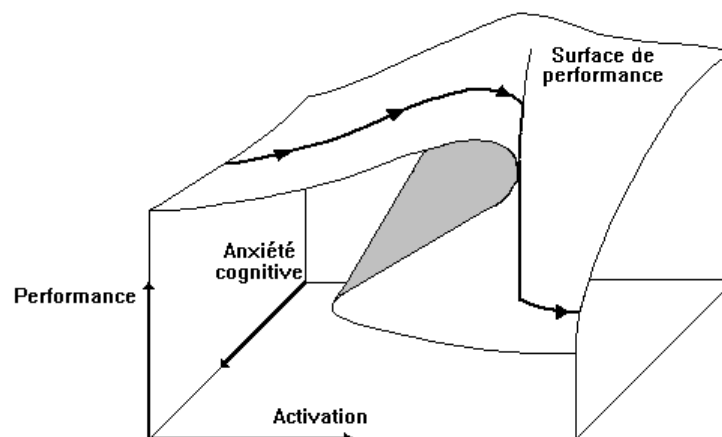 Surface de
performance
Anxiété
cognitive
Performance
Activation